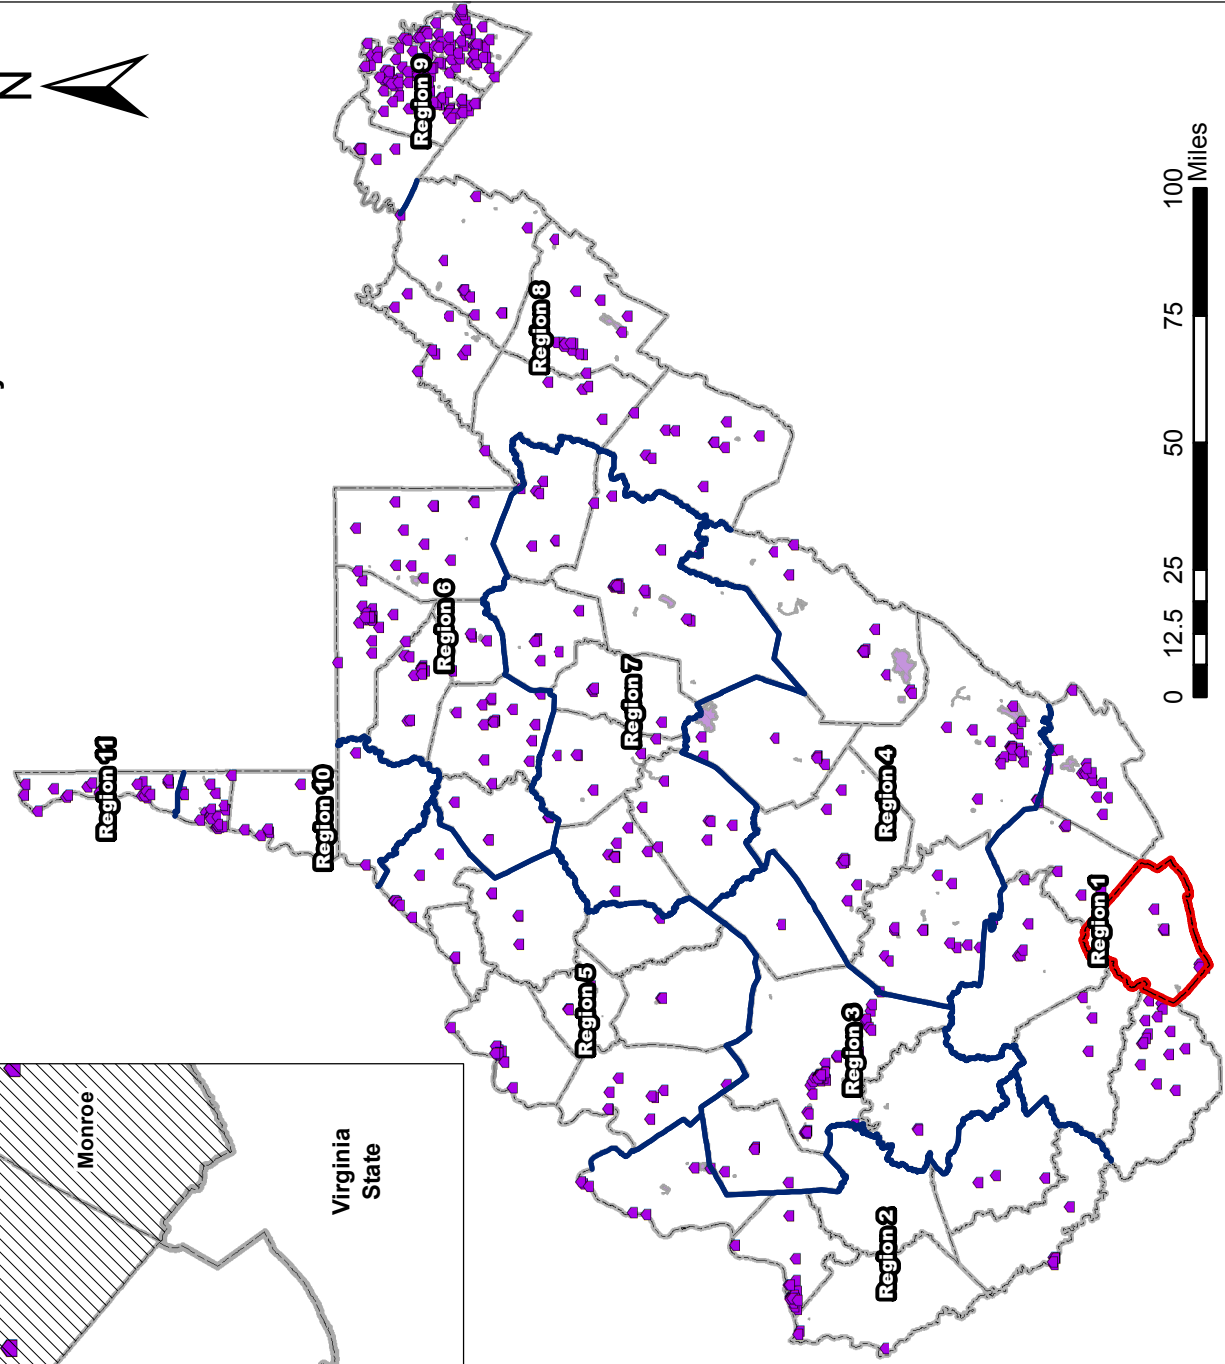 N
Region 9
Region 8
Region 6
Region 7
Region 11
Region 10
Region 4
Region 5
Region 3
Region 1
Region 2
0 12.5 25 50 75 100
Miles
Monroe
Virginia
State